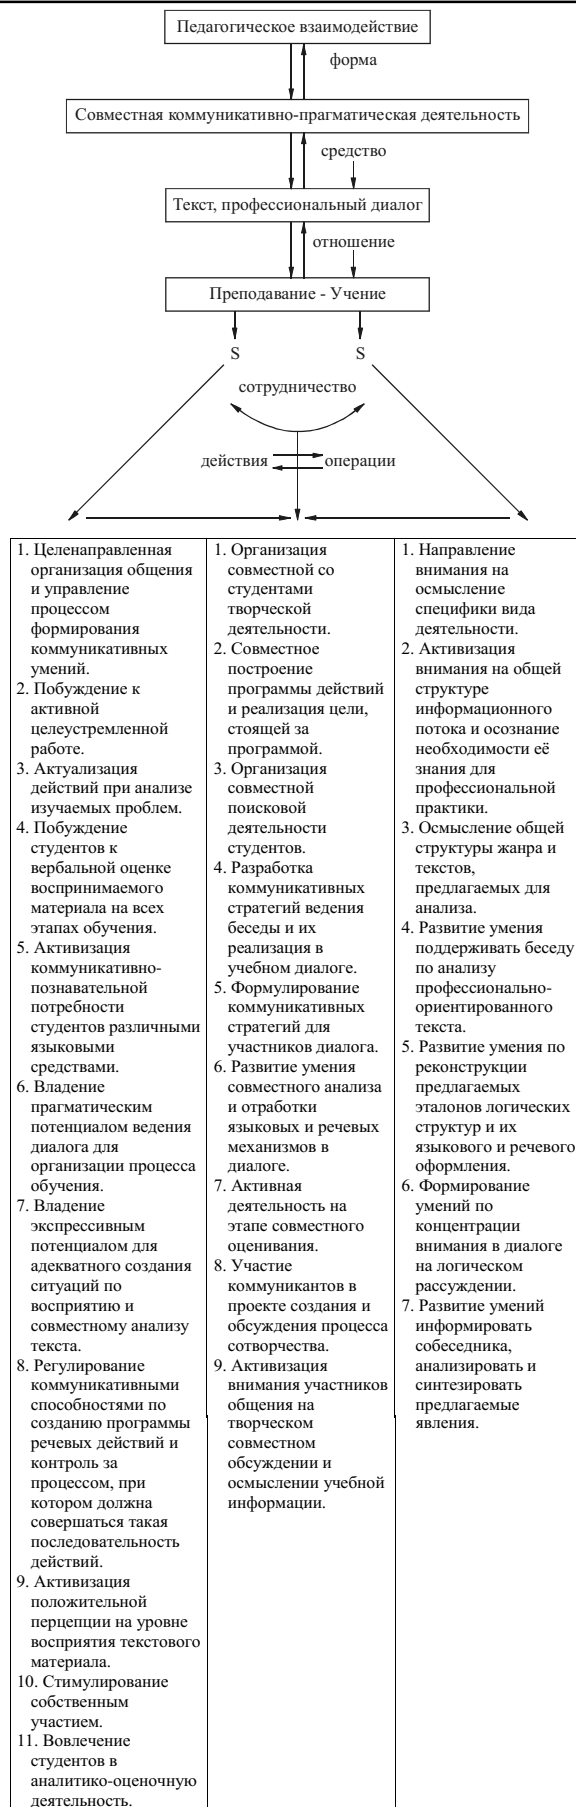 Педагогическое взаимодействие
форма
Совместная коммуникативно-прагматическая деятельность
средство
Текст, профессиональный диалог
отношение
Преподавание - Учение
S S
сотрудничество
действия операции
1. Целенаправленная
организация общения
и управление
процессом
формирования
коммуникативных
умений.
2. Побуждение к
активной
целеустремленной
работе.
3. Актуализация
действий при анализе
изучаемых проблем.
4. Побуждение
студентов к
вербальной оценке
воспринимаемого
материала на всех
этапах обучения.
5. Активизация
коммуникативно-
познавательной
потребности
студентов различными
языковыми
средствами.
6. Владение
прагматическим
потенциалом ведения
диалога для
организации процесса
обучения.
7. Владение
экспрессивным
потенциалом для
адекватного создания
ситуаций по
восприятию и
совместному анализу
текста.
8. Регулирование
коммуникативными
способностями по
созданию программы
речевых действий и
контроль за
процессом, при
котором должна
совершаться такая
последовательность
действий.
9. Активизация
положительной
перцепции на уровне
восприятия текстового
материала.
10. Стимулирование
собственным
участием.
11. Вовлечение
студентов в
аналитико-оценочную
деятельность.
1. Организация
совместной со
студентами
творческой
деятельности.
2. Совместное
построение
программы действий
и реализация цели,
стоящей за
программой.
3. Организация
совместной
поисковой
деятельности
студентов.
4. Разработка
коммуникативных
стратегий ведения
беседы и их
реализация в
учебном диалоге.
5. Формулирование
коммуникативных
стратегий для
участников диалога.
6. Развитие умения
совместного анализа
и отработки
языковых и речевых
механизмов в
диалоге.
7. Активная
деятельность на
этапе совместного
оценивания.
8. Участие
коммуникантов в
проекте создания и
обсуждения процесса
сотворчества.
9. Активизация
внимания участников
общения на
творческом
совместном
обсуждении и
осмыслении учебной
информации.
1. Направление
внимания на
осмысление
специфики вида
деятельности.
2. Активизация
внимания на общей
структуре
информационного
потока и осознание
необходимости её
знания для
профессиональной
практики.
3. Осмысление общей
структуры жанра и
текстов,
предлагаемых для
анализа.
4. Развитие умения
поддерживать беседу
по анализу
профессионально-
ориентированного
текста.
5. Развитие умения по
реконструкции
предлагаемых
эталонов логических
структур и их
языкового и речевого
оформления.
6. Формирование
умений по
концентрации
внимания в диалоге
на логическом
рассуждении.
7. Развитие умений
информировать
собеседника,
анализировать и
синтезировать
предлагаемые
явления.